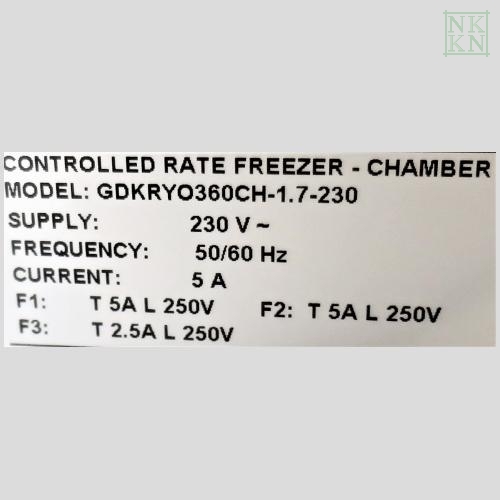 NK
KN
CONTROLLED RATE FREEZER - CHAMBER
MODEL: GDKRYO360CH-1.7-230
SUPPLY: 230 V ~
FREQUENCY: 50/60 Hz
CURRENT: 5 A
F1: T 5A L 250V F2: T 5A L 250V
F3: T 2.5A L 250V